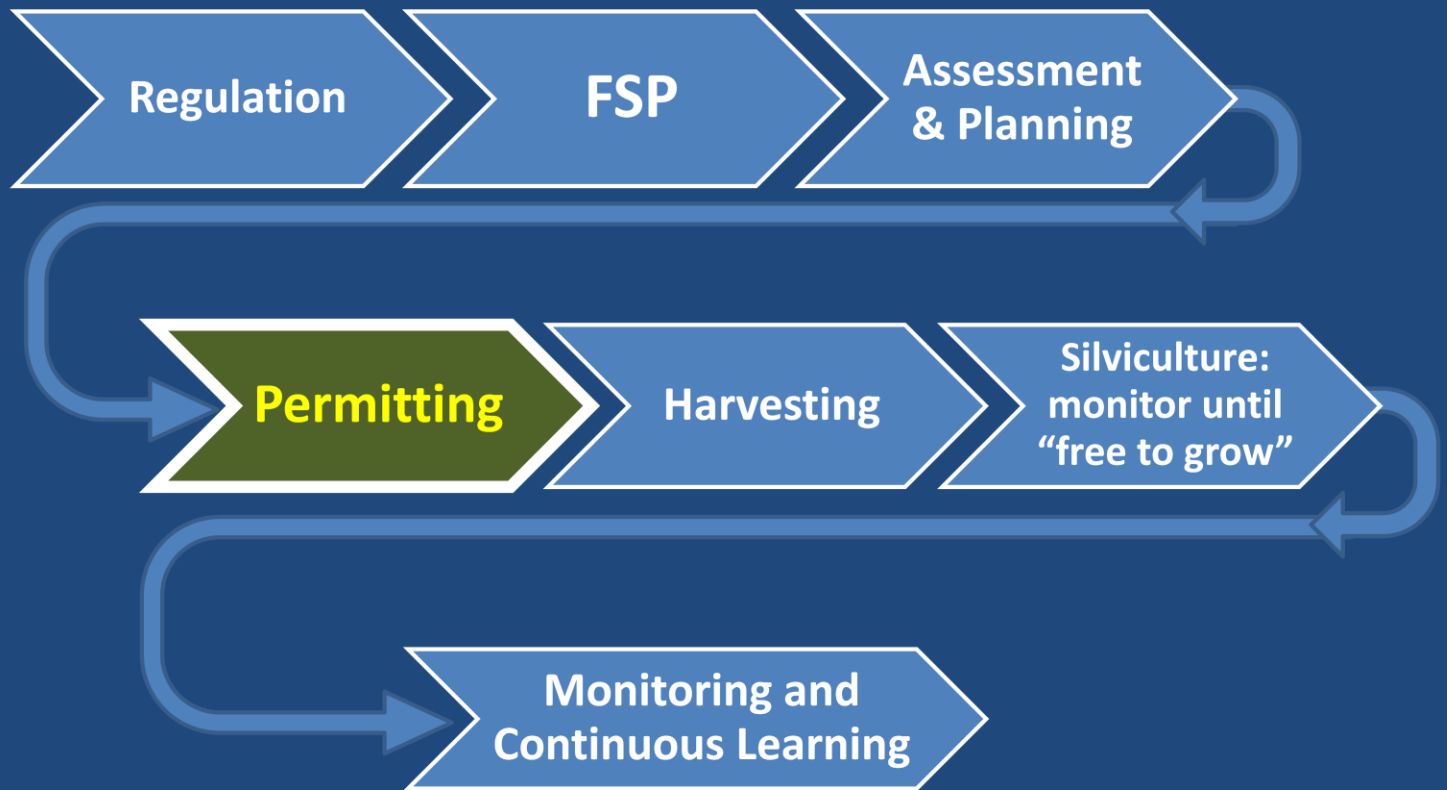 Regulation
FSP
Assessment
& Planning
Permitting
Harvesting
Silviculture:
monitor until
“free to grow”
Monitoring and
Continuous Learning